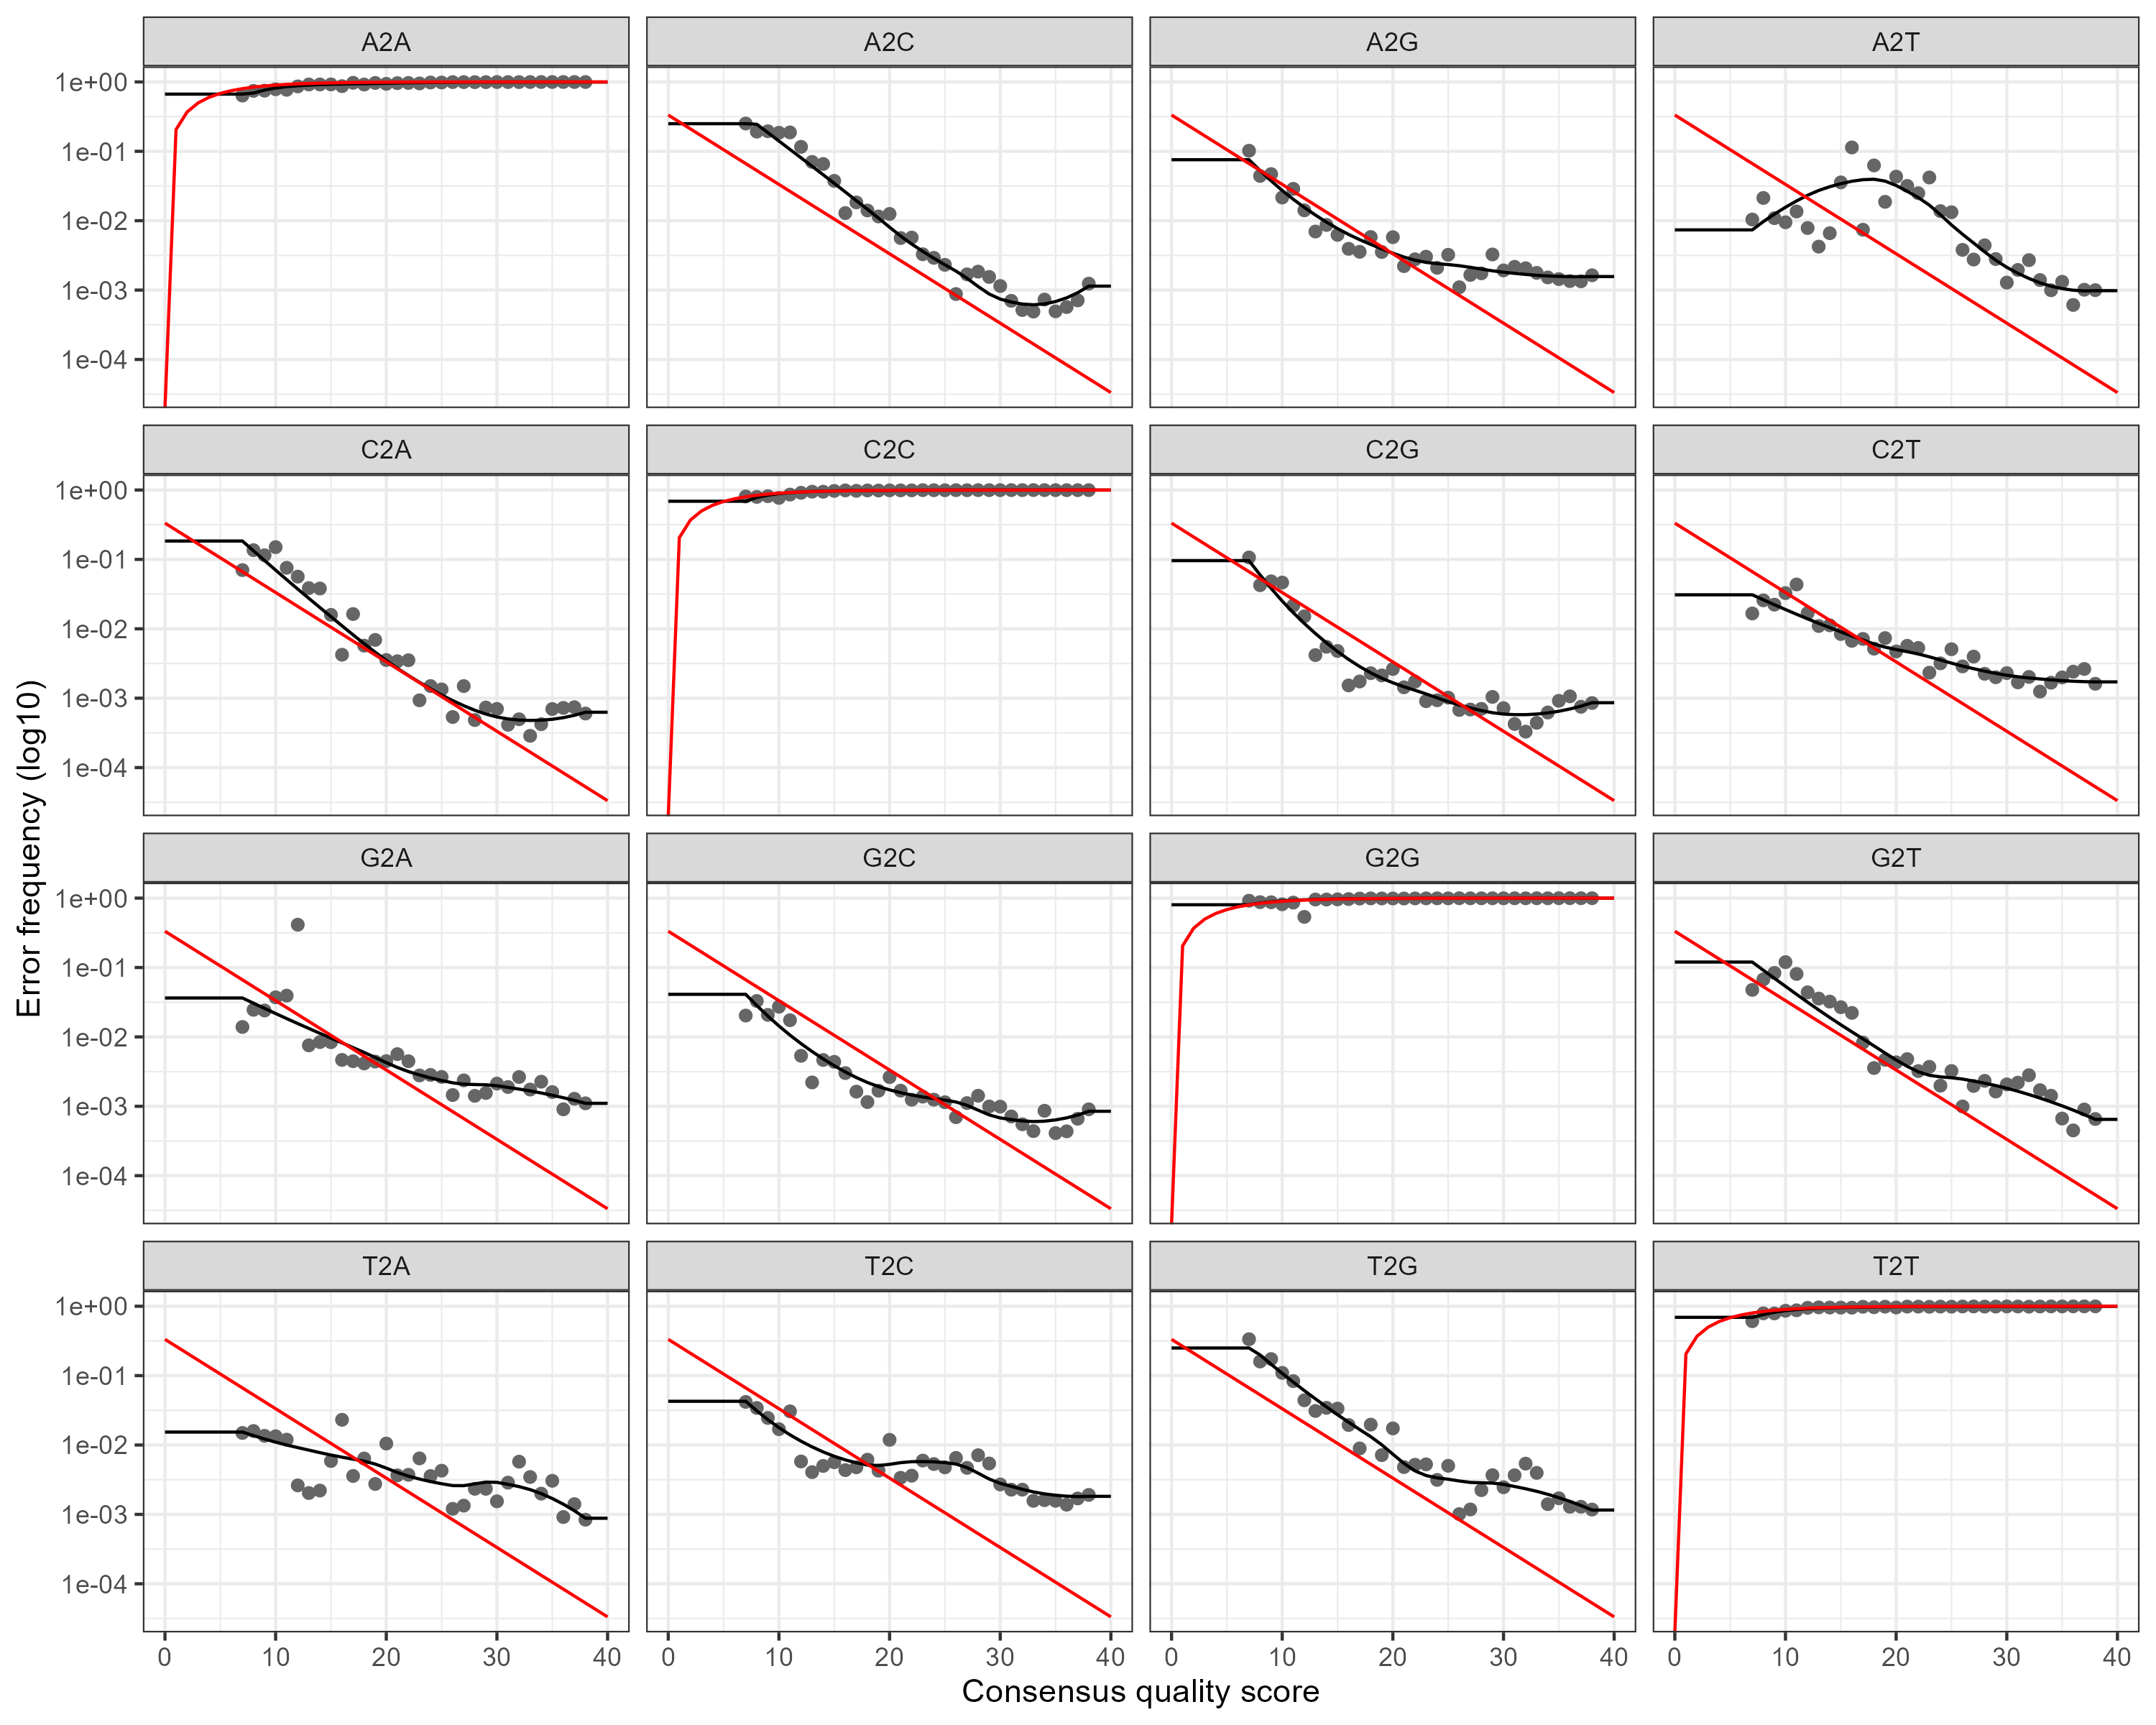 A2A A2C A2G A2T
1e+00
1e-01
1e-02
1e-03
1e-04
C2A C2C C2G C2T
1e+00
1e-01
1e-02
1e-03
1e-04
G2A G2C G2G G2T
1e+00
1e-01
1e-02
1e-03
1e-04
T2A T2C T2G T2T
1e+00
1e-01
1e-02
1e-03
1e-04
0 10 20 30 40 0 10 20 30 40 0 10 20 30 40 0 10 20 30 40
Consensus quality score
Error frequency (log10)